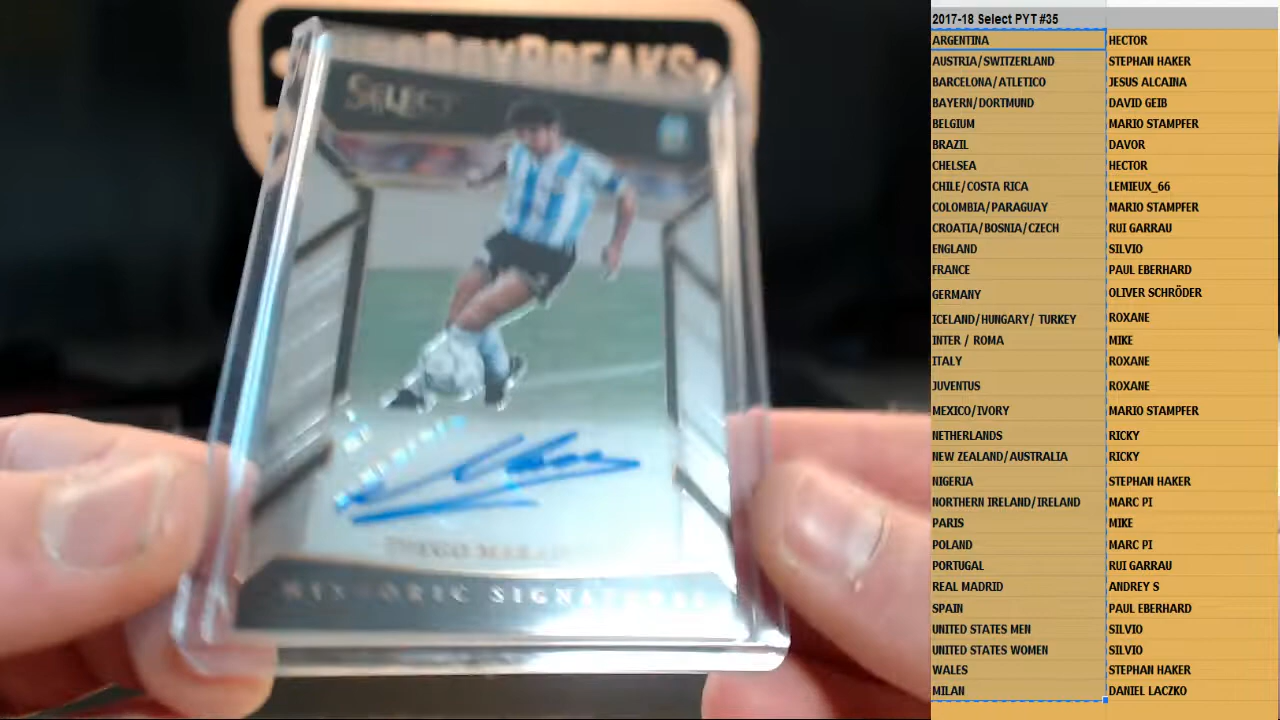 BREAKS
SELECT
DIEGO MARADONA
HISTORIC SIGNATURES
2017-18 Select PYT #35
ARGENTINA HECTOR
AUSTRIA/SWITZERLAND STEPHAN HAKER
BARCELONA/ATLETICO JESUS ALCAINA
BAYERN/DORTMUND DAVID GEIB
BELGIUM MARIO STAMPFER
BRAZIL DAVOR
CHELSEA HECTOR
CHILE/COSTA RICA LEMIEUX_66
COLOMBIA/PARAGUAY MARIO STAMPFER
CROATIA/BOSNIA/CZECH RUI GARRAU
ENGLAND SILVIO
FRANCE PAUL EBERHARD
GERMANY OLIVER SCHRÖDER
ICELAND/HUNGARY/ TURKEY ROXANE
INTER / ROMA MIKE
ITALY ROXANE
JUVENTUS ROXANE
MEXICO/IVORY MARIO STAMPFER
NETHERLANDS RICKY
NEW ZEALAND/AUSTRALIA RICKY
NIGERIA STEPHAN HAKER
NORTHERN IRELAND/IRELAND MARC PI
PARIS MIKE
POLAND MARC PI
PORTUGAL RUI GARRAU
REAL MADRID ANDREY S
SPAIN PAUL EBERHARD
UNITED STATES MEN SILVIO
UNITED STATES WOMEN SILVIO
WALES STEPHAN HAKER
MILAN DANIEL LACZKO